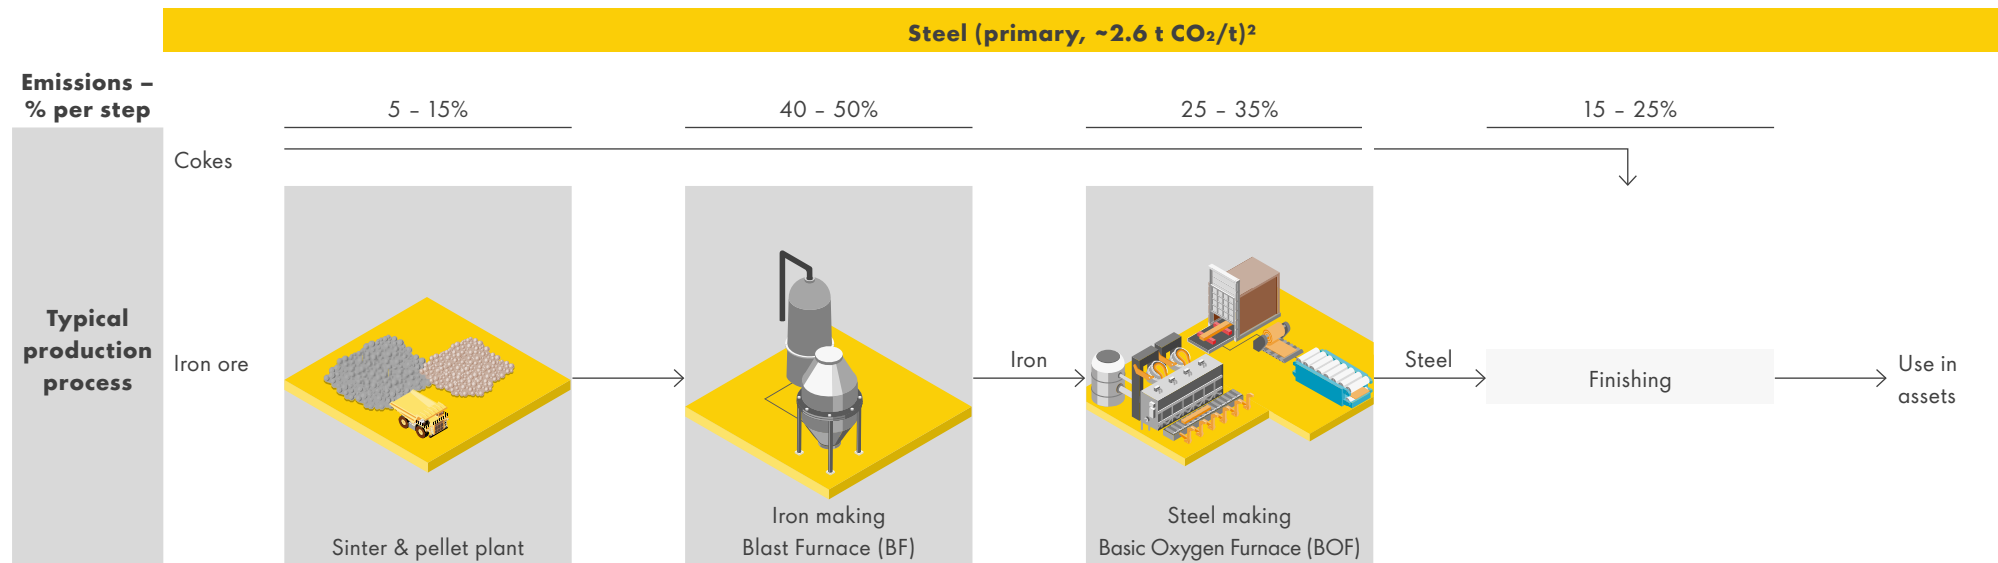 Steel (primary, ~2.6 t CO₂/t)²
Emissions –
% per step
5 – 15%
40 – 50%
25 – 35%
15 – 25%
Cokes
Typical
production
process
Iron ore
Iron
Steel
Finishing
Use in
assets
Sinter & pellet plant
Iron making
Blast Furnace (BF)
Steel making
Basic Oxygen Furnace (BOF)